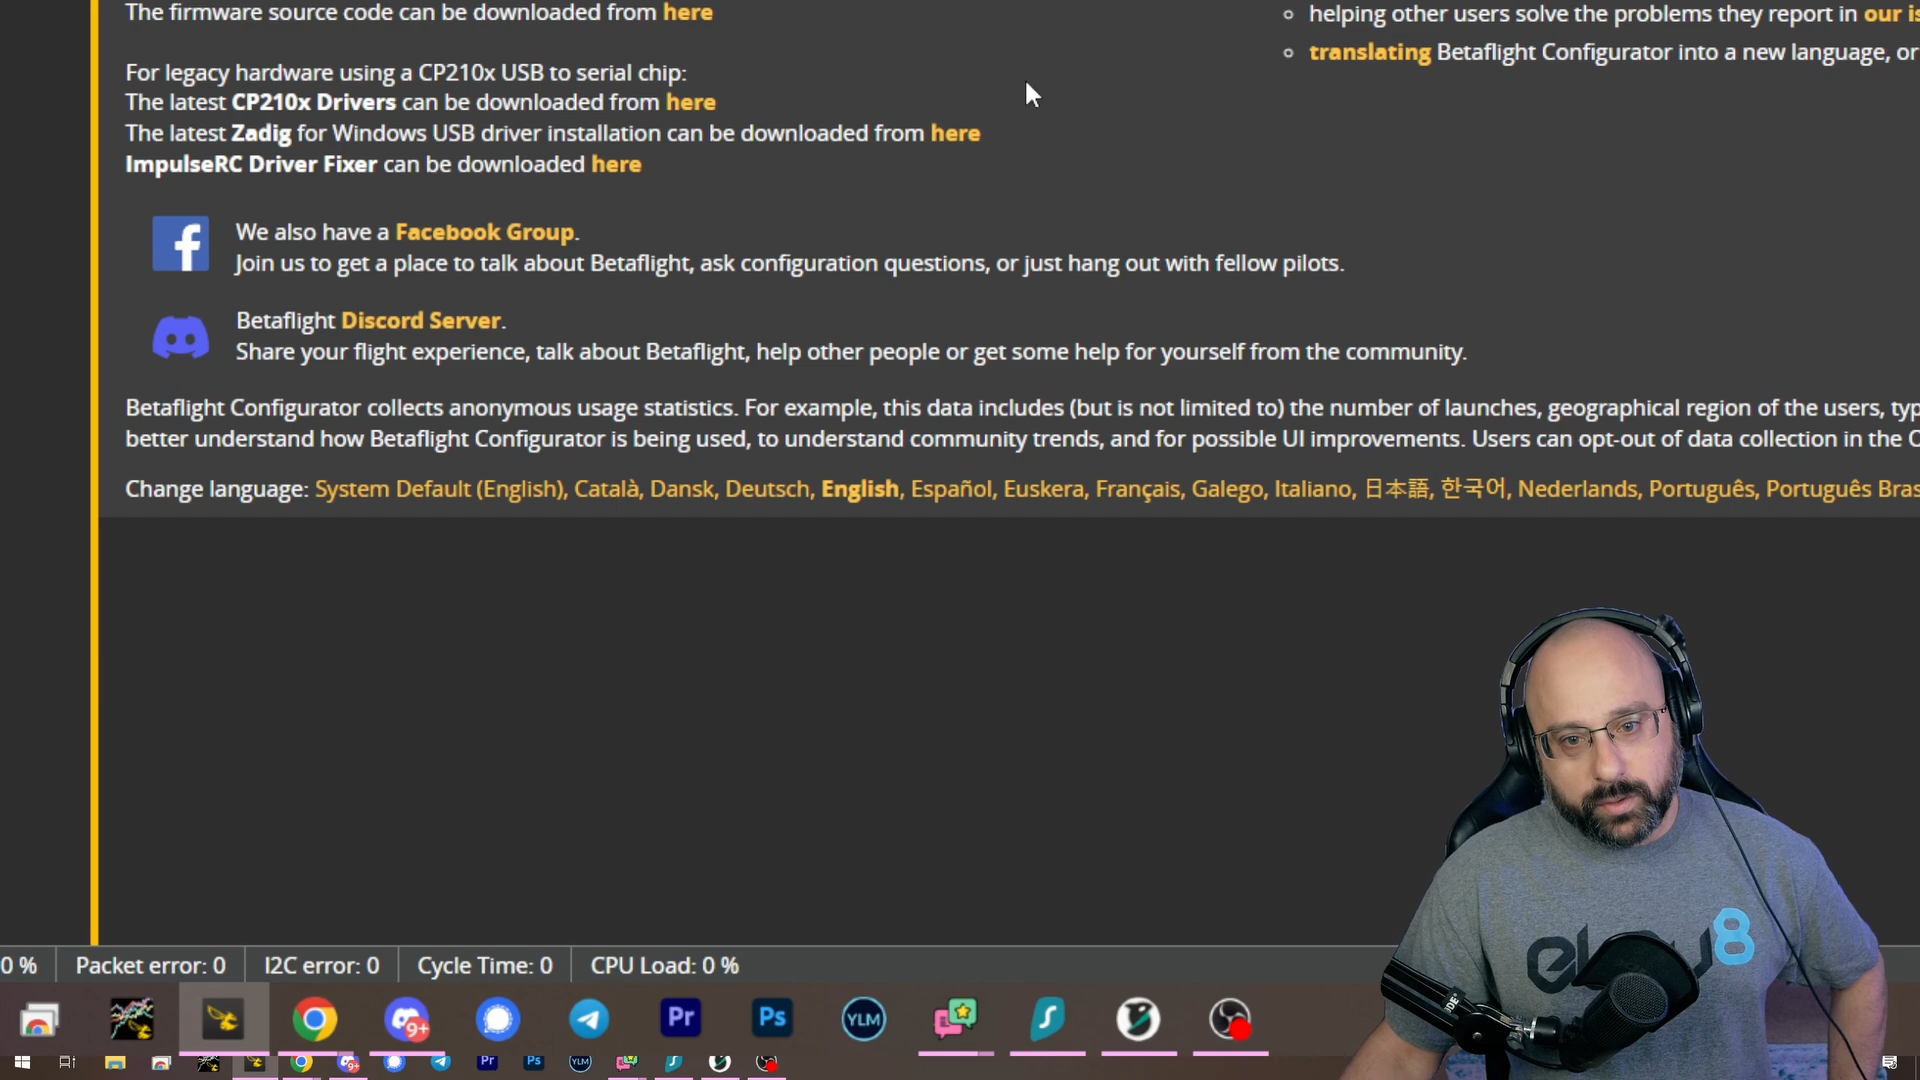 The firmware source code can be downloaded from here
For legacy hardware using a CP210x USB to serial chip:
The latest CP210x Drivers can be downloaded from here
The latest Zadig for Windows USB driver installation can be downloaded from here
ImpulseRC Driver Fixer can be downloaded here
helping other users solve the problems they report in our
translating Betaflight Configurator into a new language, or
We also have a Facebook Group.
Join us to get a place to talk about Betaflight, ask configuration questions, or just hang out with fellow pilots.
Betaflight Discord Server.
Share your flight experience, talk about Betaflight, help other people or get some help for yourself from the community.
Betaflight Configurator collects anonymous usage statistics. For example, this data includes (but is not limited to) the number of launches, geographical region of the users,
better understand how Betaflight Configurator is being used, to understand community trends, and for possible UI improvements. Users can opt-out of data collection in the
Change language: System Default (English), Català, Dansk, Deutsch, English, Español, Euskera, Français, Galego, Italiano, 日本語, 한국어, Nederlands, Português, Português
0 % Packet error: 0 I2C error: 0 Cycle Time: 0 CPU Load: 0 %
9+ Pr Ps YLM
9+ Pr Ps YLM
8